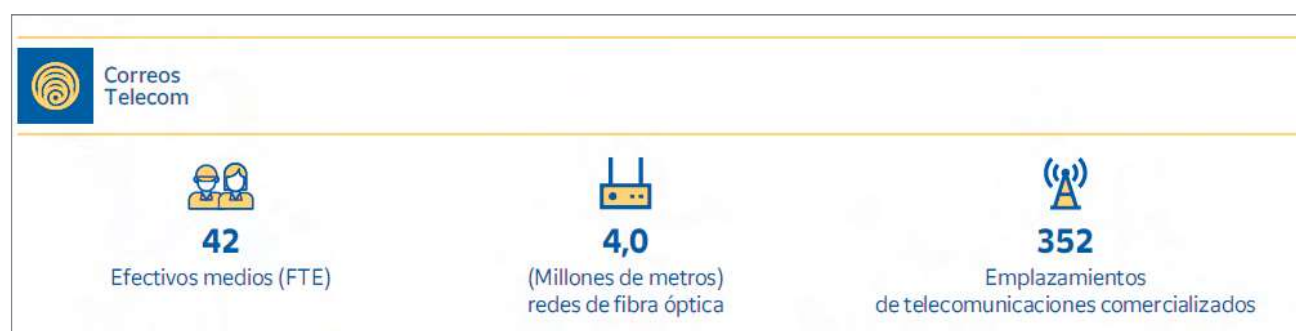 Correos
Telecom
42
Efectivos medios (FTE)
4,0
(Millones de metros)
redes de fibra óptica
352
Emplazamientos
de telecomunicaciones comercializados